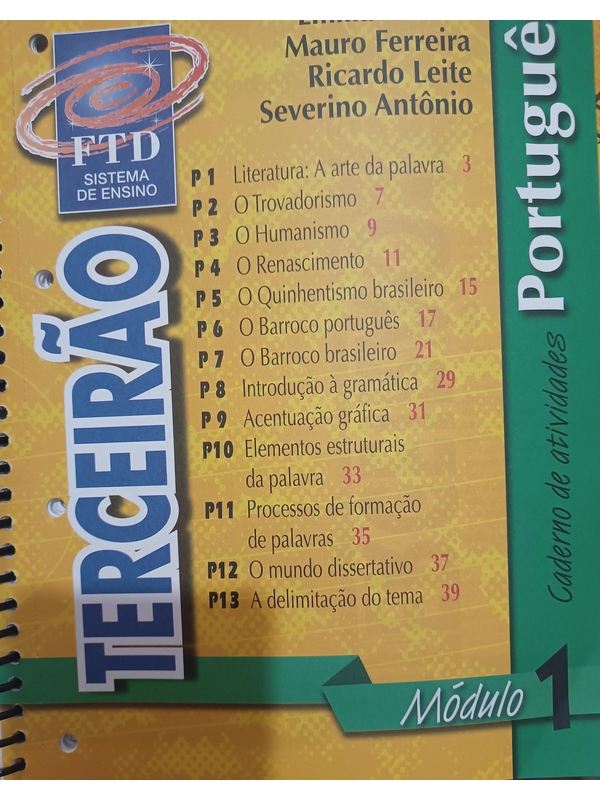 Mauro Ferreira
Ricardo Leite
Severino Antônio
FTD
SISTEMA
DE ENSINO
TERCEIRÃO
P1 Literatura: A arte da palavra 3
P2 O Trovadorismo 7
P3 O Humanismo 9
P4 O Renascimento 11
P5 O Quinhentismo brasileiro 15
P6 O Barroco português 17
P7 O Barroco brasileiro 21
P8 Introdução à gramática 29
P9 Acentuação gráfica 31
P10 Elementos estruturais
da palavra 33
P11 Processos de formação
de palavras 35
P12 O mundo dissertativo 37
P13 A delimitação do tema 39
Portuguê
Caderno de atividades
Módulo 1